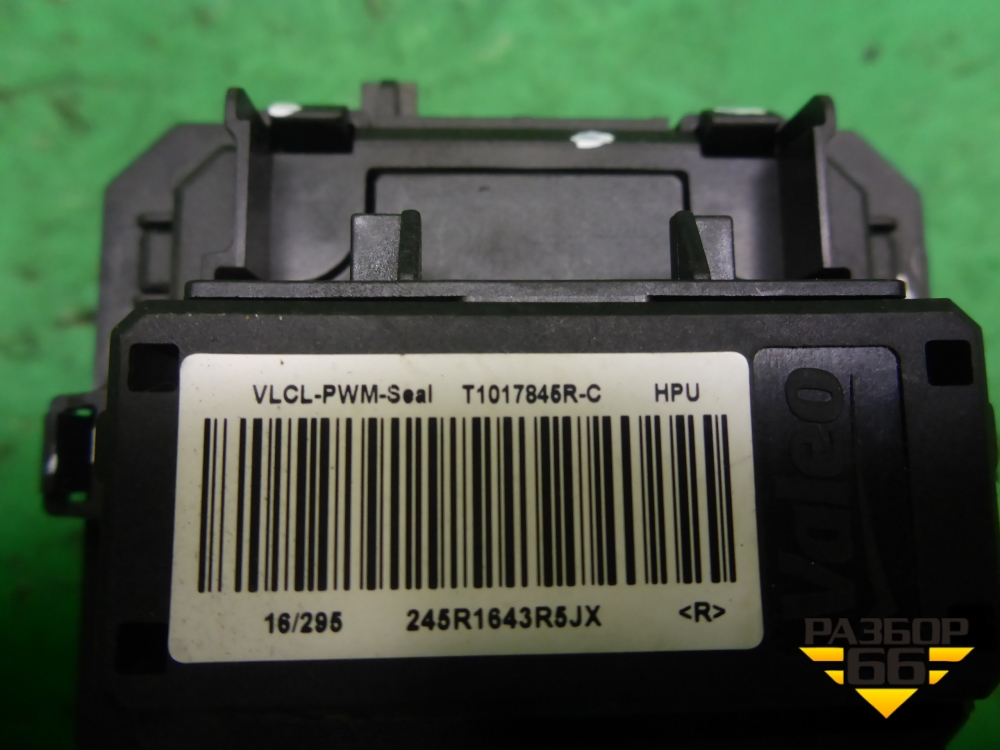 VLCL-PWM-Seal T1017845R-C HPU
16/295 245R1643R5JX <R>
Valeo
РАЗБОР
66